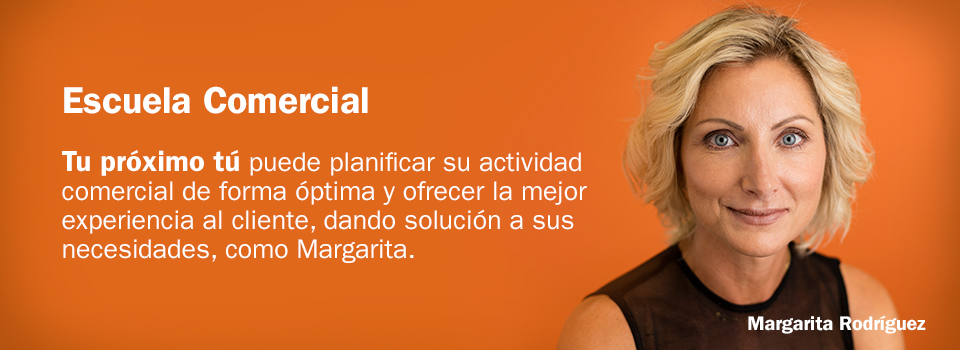 Escuela Comercial
Tu próximo tú puede planificar su actividad
comercial de forma óptima y ofrecer la mejor
experiencia al cliente, dando solución a sus
necesidades, como Margarita.
Margarita Rodríguez